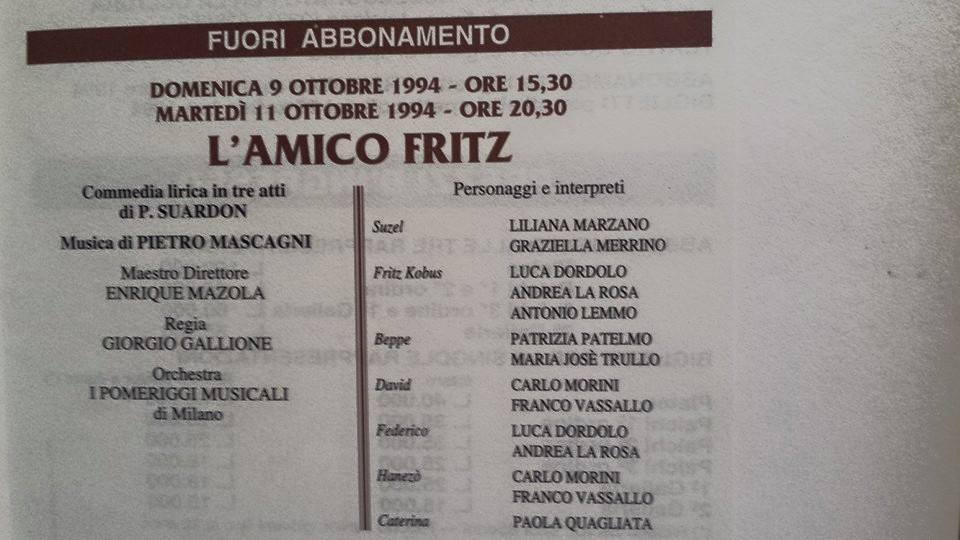 FUORI ABBONAMENTO
DOMENICA 9 OTTOBRE 1994 - ORE 15,30
MARTEDÌ 11 OTTOBRE 1994 - ORE 20,30
L'AMICO FRITZ
Commedia lirica in tre atti
di P. SUARDON
Musica di PIETRO MASCAGNI
Maestro Direttore
ENRIQUE MAZOLA
Regia
GIORGIO GALLIONE
Orchestra
I POMERIGGI MUSICALI
di Milano
Personaggi e interpreti
Suzel LILIANA MARZANO
GRAZIELLA MERRINO
Fritz Kobus LUCA DORDOLO
ANDREA LA ROSA
ANTONIO LEMMO
Beppe PATRIZIA PATELMO
MARIA JOSÈ TRULLO
David CARLO MORINI
FRANCO VASSALLO
Federico LUCA DORDOLO
ANDREA LA ROSA
Hanezò CARLO MORINI
FRANCO VASSALLO
Caterina PAOLA QUAGLIATA